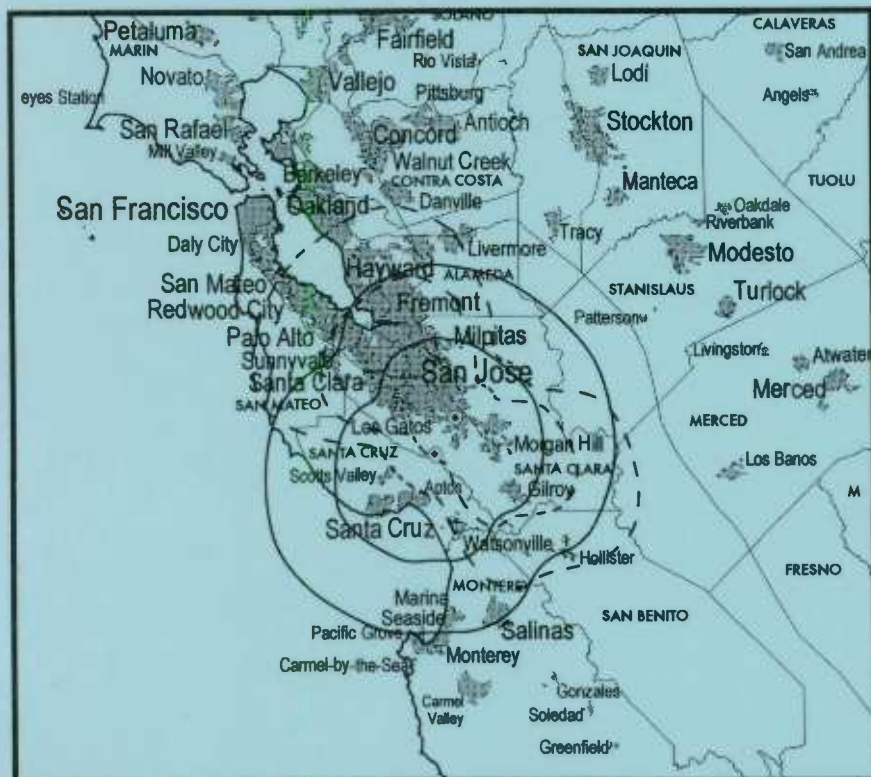 SOLANO
CALAVERAS
Petaluma
Fairfield
MARIN
Rio Vista
SAN JOAQUIN
San Andrea
Novato
Vallejo
Lodi
eyes Station
Pittsburg
Angels
San Rafael
Concord
Antioch
Stockton
Mill Valley
Walnut Creek
Berkeley
CONTRA COSTA
TUOLU
San Francisco
Oakland
Danville
Manteca
Oakdale
Riverbank
Daly City
Livermore
Tracy
Modesto
Hayward
ALAMEDA
San Mateo
STANISLAUS
Turlock
Redwood City
Fremont
Patterson
Palo Alto
Milpitas
Livingston
Atwater
Sunnyvale
San Jose
Santa Clara
Merced
SAN MATEO
MERCED
Los Gatos
Morgan Hill
SANTA CRUZ
SANTA CLARA
Los Banos
Scotts Valley
Aptos
Gilroy
M
Santa Cruz
Watsonville
Hollister
FRESNO
MONTEREY
Marina
SAN BENITO
Seaside
Salinas
Pacific Grove
Monterey
Carmel-by-the-Sea
Carmel
Valley
Gonzales
Soledad
Greenfield